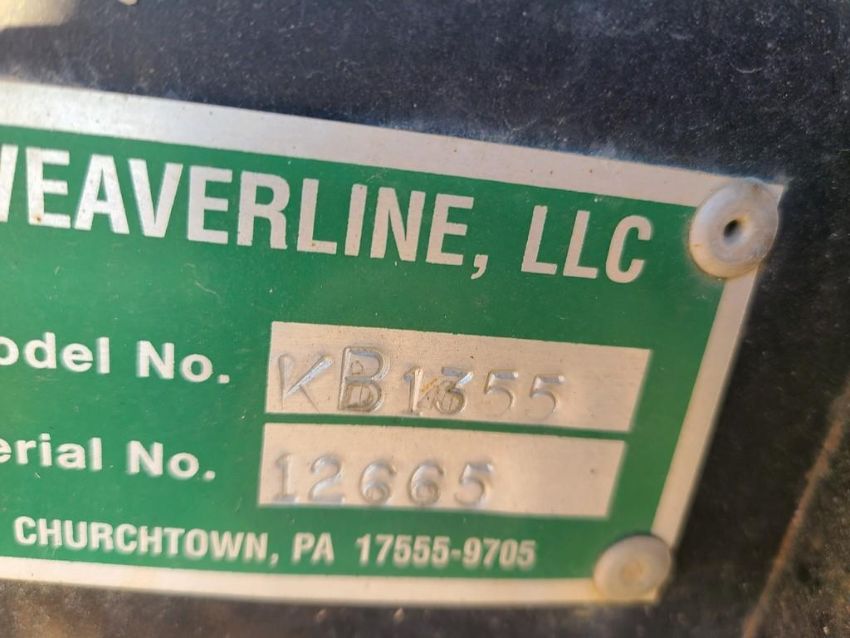 WEAVERLINE, LLC
odel No. KB1355
erial No. 12665
CHURCHTOWN, PA 17555-9705